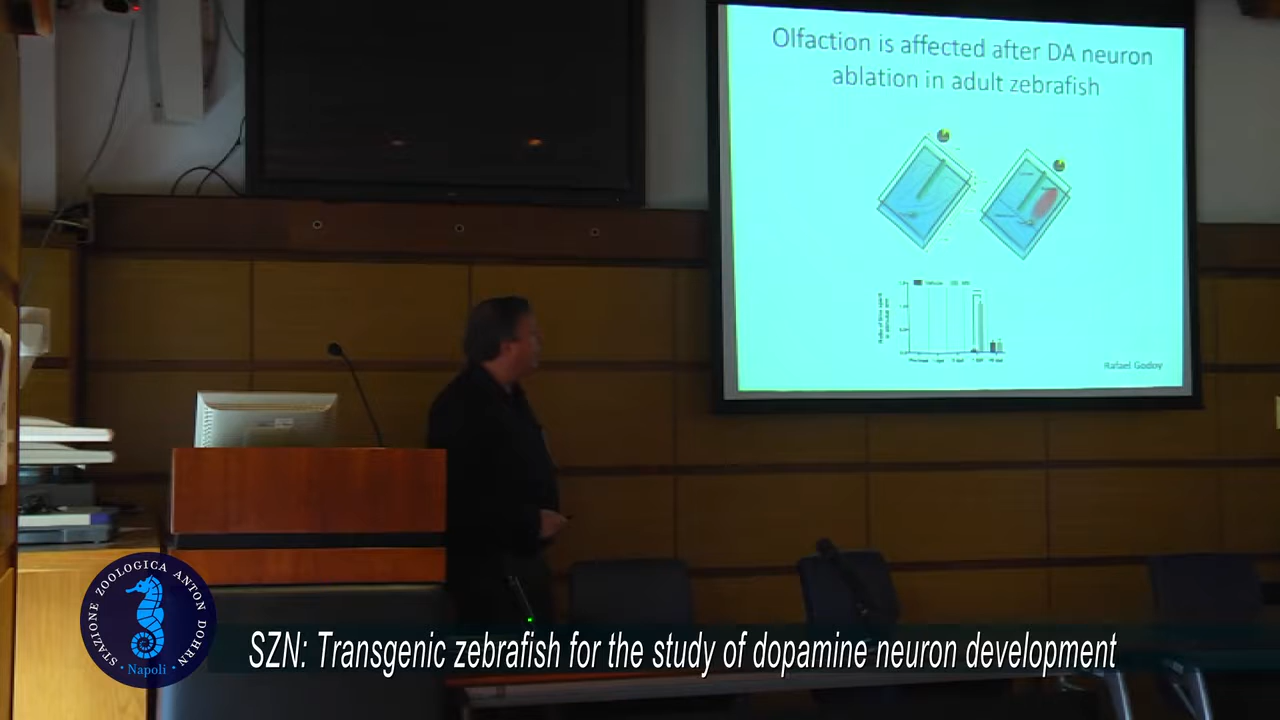 Olfaction is affected after DA neuron
ablation in adult zebrafish
Rafael Godoy
STAZIONE ZOOLOGICA ANTON DOHRN
• Napoli •
SZN: Transgenic zebrafish for the study of dopamine neuron development